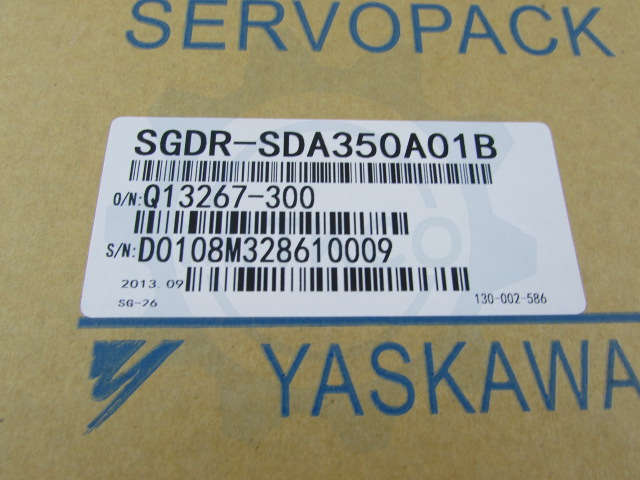 SERVOPACK
SGDR-SDA350A01B
O/N:Q13267-300
S/N:D0108M328610009
2013.09
SG-26 130-002-586
YASKAWA